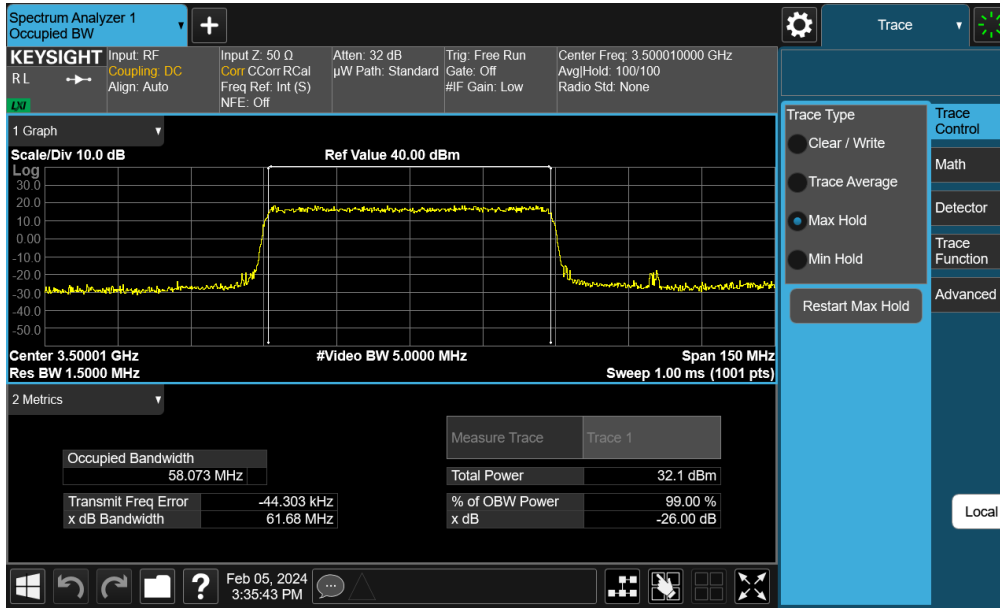 Spectrum Analyzer 1
Occupied BW
Trace
KEYSIGHT
R L
LXI
Input: RF
Coupling: DC
Align: Auto
Input Z: 50 Ω
Corr CCorr RCal
Freq Ref: Int (S)
NFE: Off
Atten: 32 dB
µW Path: Standard
Trig: Free Run
Gate: Off
#IF Gain: Low
Center Freq: 3.500010000 GHz
Avg|Hold: 100/100
Radio Std: None
1 Graph
Scale/Div 10.0 dB
Ref Value 40.00 dBm
Log
30.0
20.0
10.0
0.00
-10.0
-20.0
-30.0
-40.0
-50.0
Center 3.50001 GHz
#Video BW 5.0000 MHz
Span 150 MHz
Res BW 1.5000 MHz
Sweep 1.00 ms (1001 pts)
2 Metrics
Measure Trace
Trace 1
Occupied Bandwidth
58.073 MHz
Total Power
32.1 dBm
Transmit Freq Error
-44.303 kHz
% of OBW Power
99.00 %
x dB Bandwidth
61.68 MHz
x dB
-26.00 dB
Trace Type
Clear / Write
Trace Average
Max Hold
Min Hold
Restart Max Hold
Trace
Control
Math
Detector
Trace
Function
Advanced
Local
?
Feb 05, 2024
3:35:43 PM